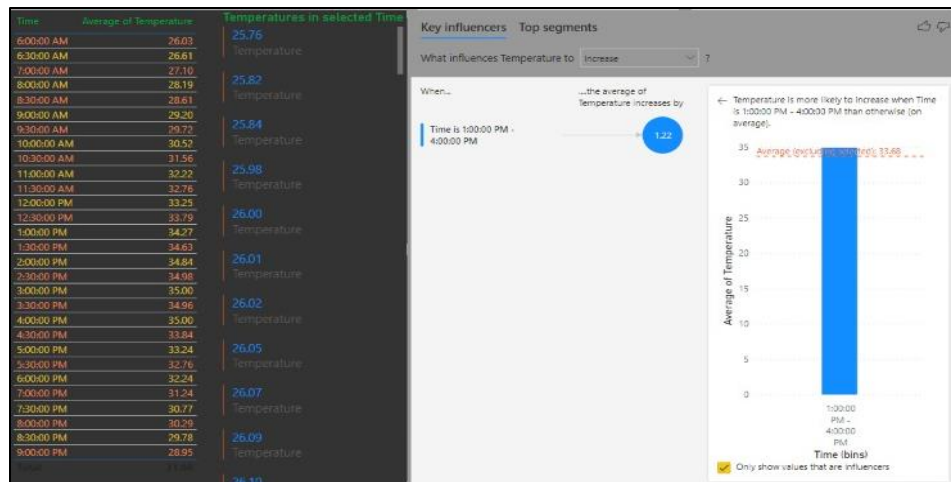 Time Average of Temperature
6:00:00 AM 26.03
6:30:00 AM 26.61
7:00:00 AM 27.10
8:00:00 AM 28.19
8:30:00 AM 28.61
9:00:00 AM 29.20
9:30:00 AM 29.72
10:00:00 AM 30.52
10:30:00 AM 31.56
11:00:00 AM 32.22
11:30:00 AM 32.76
12:00:00 PM 33.25
12:30:00 PM 33.79
1:00:00 PM 34.27
1:30:00 PM 34.63
2:00:00 PM 34.84
2:30:00 PM 34.98
3:00:00 PM 35.00
3:30:00 PM 34.96
4:00:00 PM 35.00
4:30:00 PM 33.84
5:00:00 PM 33.24
5:30:00 PM 32.76
6:00:00 PM 32.24
7:00:00 PM 31.24
7:30:00 PM 30.77
8:00:00 PM 30.29
8:30:00 PM 29.78
9:00:00 PM 28.95
Total
Temperatures in selected Time
25.76
Temperature
25.82
Temperature
25.84
Temperature
25.98
Temperature
26.00
Temperature
26.01
Temperature
26.02
Temperature
26.05
Temperature
26.07
Temperature
26.09
Temperature
26.10
Key influencers Top segments
What influences Temperature to Increase ?
When...
...the average of
Temperature increases by
Time is 1:00:00 PM -
4:00:00 PM
1.22
← Temperature is more likely to increase when Time
is 1:00:00 PM - 4:00:00 PM than otherwise (on
average).
Average (excluding selected): 33.68
35
30
25
20
15
10
5
0
Average of Temperature
1:00:00
PM -
4:00:00
PM
Time (bins)
Only show values that are influencers